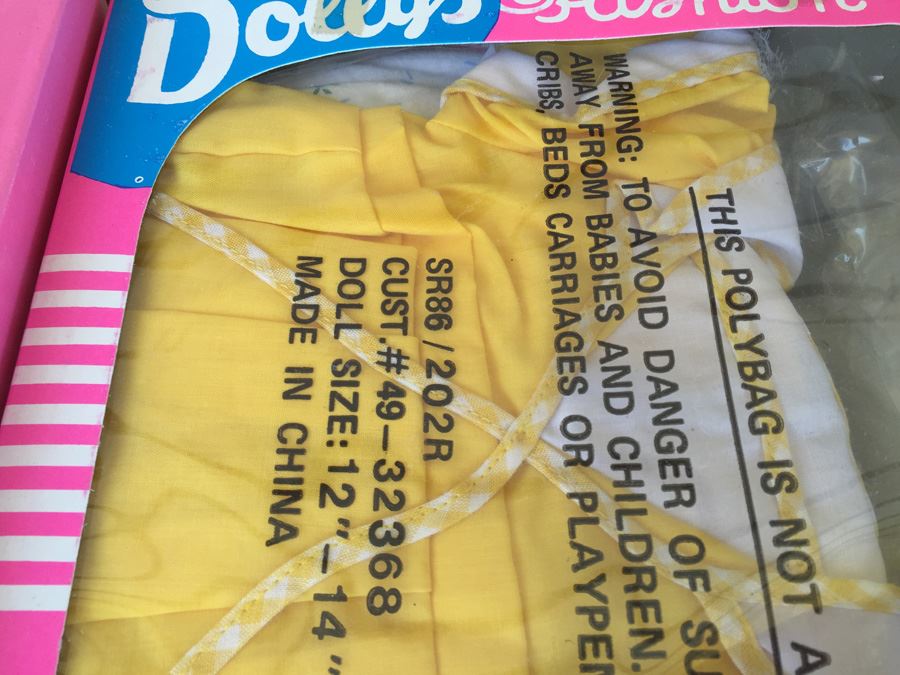 Dolly's Fashion
THIS POLYBAG IS NOT A
WARNING: TO AVOID DANGER OF SU
AWAY FROM BABIES AND CHILDREN.
CRIBS, BEDS CARRIAGES OR PLAYPEN
SR86/202R
CUST.#49-32368
DOLL SIZE: 12"-14"
MADE IN CHINA